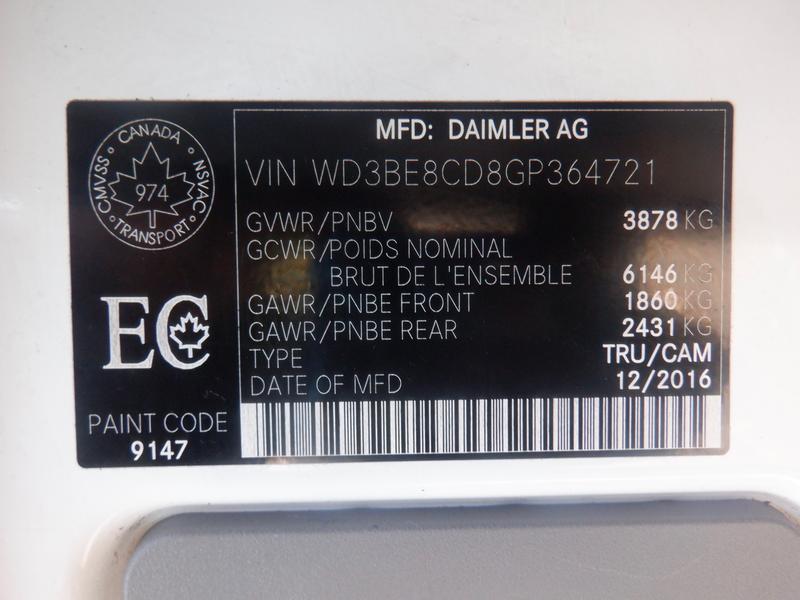 CANADA
CMVSS
NSVAC
974
TRANSPORT
EC
PAINT CODE
9147
MFD: DAIMLER AG
VIN WD3BE8CD8GP364721
GVWR/PNBV 3878 KG
GCWR/POIDS NOMINAL
BRUT DE L'ENSEMBLE 6146 KG
GAWR/PNBE FRONT 1860 KG
GAWR/PNBE REAR 2431 KG
TYPE TRU/CAM
DATE OF MFD 12/2016